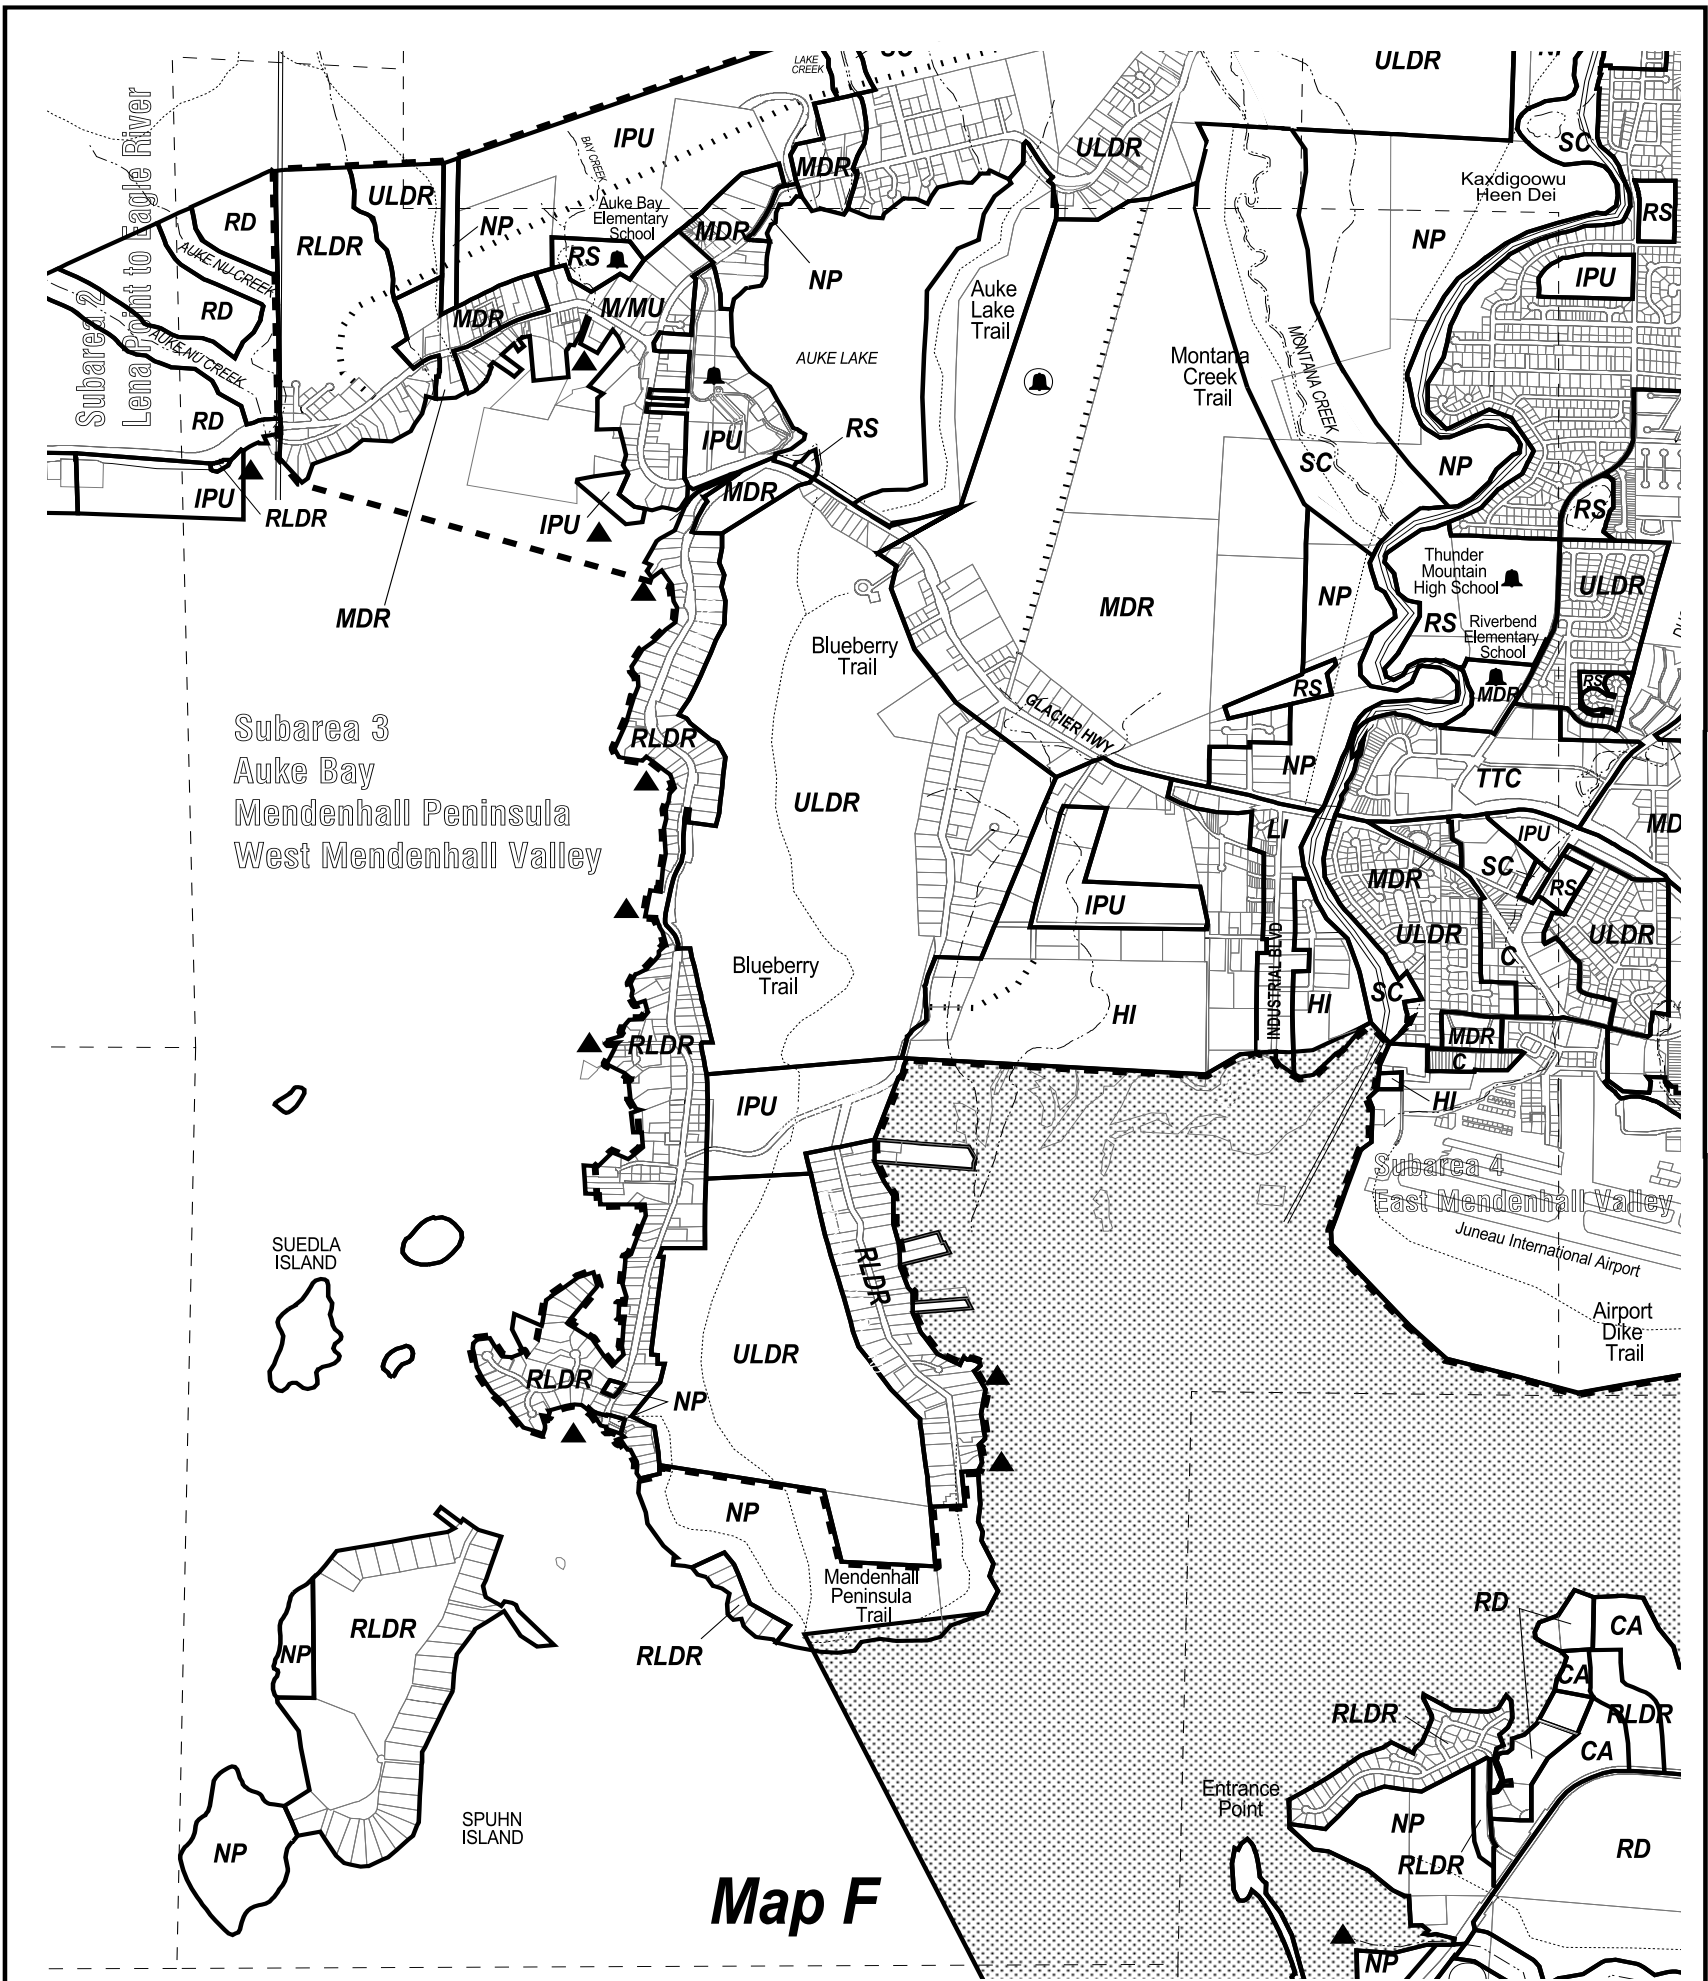 LAKE
CREEK
ULDR
IPU
BAY CREEK
MDR
ULDR
SC
Kaxdigoowu
Heen Dei
ULDR
RD
RLDR
NP
Auke Bay
Elementary
School
MDR
RS
NP
AUKE NU CREEK
RS
NP
IPU
RD
M/MU
MDR
Auke
Lake
Trail
AUKE LAKE
Montana
Creek
Trail
MONTANA CREEK
AUKE NU CREEK
Subarea 2
Lena Point to Eagle River
RD
IPU
RS
SC
NP
IPU
RLDR
IPU
MDR
RS
Thunder
Mountain
High School
ULDR
MDR
MDR
NP
RS
Riverbend
Elementary
School
Blueberry
Trail
RS
MDR
RS
GLACIER HWY
Subarea 3
Auke Bay
Mendenhall Peninsula
West Mendenhall Valley
RLDR
NP
TTC
ULDR
LI
IPU
MD
SC
MDR
RS
IPU
ULDR
ULDR
C
Blueberry
Trail
INDUSTRIAL BLVD
SC
HI
HI
RLDR
MDR
C
IPU
HI
Subarea 4
East Mendenhall Valley
Juneau International Airport
SUEDLA
ISLAND
RLDR
Airport
Dike
Trail
ULDR
RLDR
NP
NP
Mendenhall
Peninsula
Trail
RD
CA
RLDR
NP
RLDR
CA
RLDR
RLDR
CA
Entrance
Point
SPUHN
ISLAND
NP
NP
RLDR
RD
Map F
NP